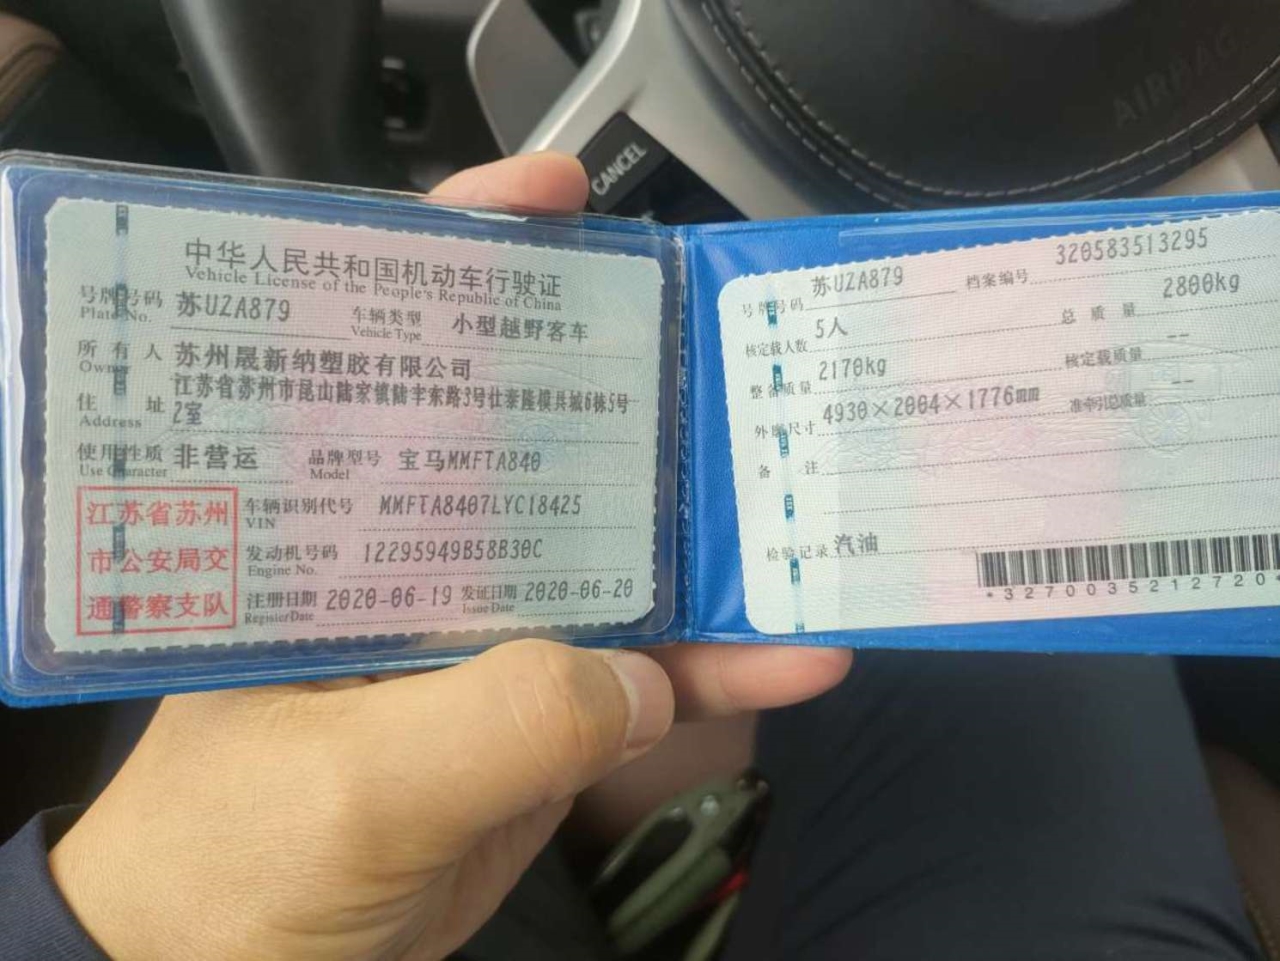 CANCEL
AIRBAG
中华人民共和国机动车行驶证
Vehicle License of the People's Republic of China
号牌号码 苏UZA879 车辆类型 小型越野客车
Plate No. Vehicle Type
所有人 苏州晟新纳塑胶有限公司
Owner
住址 江苏省苏州市昆山陆家镇陆丰东路3号仕泰隆模具城6栋5号
Address 2室
使用性质 非营运 品牌型号 宝马MMFTA840
Use Character Model
江苏省苏州
市公安局交
通警察支队
车辆识别代号 MMFTA8407LYC18425
VIN
发动机号码 12295949B58B30C
Engine No.
注册日期 2020-06-19 发证日期 2020-06-20
Register Date Issue Date
号牌号码 苏UZA879 档案编号 320583513295
核定载人数 5人 总质量 2800kg
整备质量 2170kg 核定载质量 --
外廓尺寸 4930×2004×1776mm 准牵引总质量 --
备注
检验记录 汽油
*3270035212720